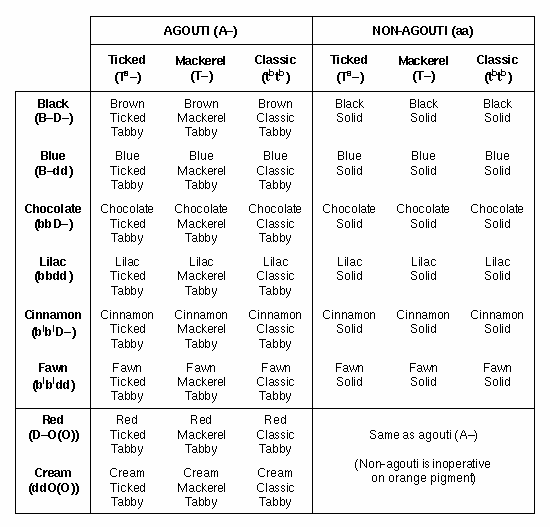 AGOUTI (A–) NON-AGOUTI (aa)
Ticked Mackerel Classic Ticked Mackerel Classic
(Tᵃ–) (T–) (tᵇtᵇ) (Tᵃ–) (T–) (tᵇtᵇ)
Black Brown Brown Brown Black Black Black
(B–D–) Ticked Mackerel Classic Solid Solid Solid
Tabby Tabby Tabby
Blue Blue Blue Blue Blue Blue Blue
(B–dd) Ticked Mackerel Classic Solid Solid Solid
Tabby Tabby Tabby
Chocolate Chocolate Chocolate Chocolate Chocolate Chocolate Chocolate
(bbD–) Ticked Mackerel Classic Solid Solid Solid
Tabby Tabby Tabby
Lilac Lilac Lilac Lilac Lilac Lilac Lilac
(bbdd) Ticked Mackerel Classic Solid Solid Solid
Tabby Tabby Tabby
Cinnamon Cinnamon Cinnamon Cinnamon Cinnamon Cinnamon Cinnamon
(bˡbˡD–) Ticked Mackerel Classic Solid Solid Solid
Tabby Tabby Tabby
Fawn Fawn Fawn Fawn Fawn Fawn Fawn
(bˡbˡdd) Ticked Mackerel Classic Solid Solid Solid
Tabby Tabby Tabby
Red Red Red Red
(D–O(O)) Ticked Mackerel Classic Same as agouti (A–)
Tabby Tabby Tabby
(Non-agouti is inoperative
Cream Cream Cream Cream on orange pigment)
(ddO(O)) Ticked Mackerel Classic
Tabby Tabby Tabby